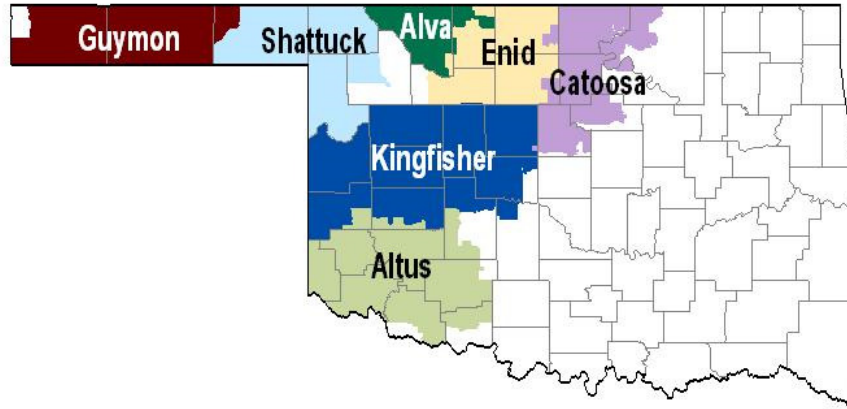 Guymon
Shattuck
Alva
Enid
Catoosa
Kingfisher
Altus